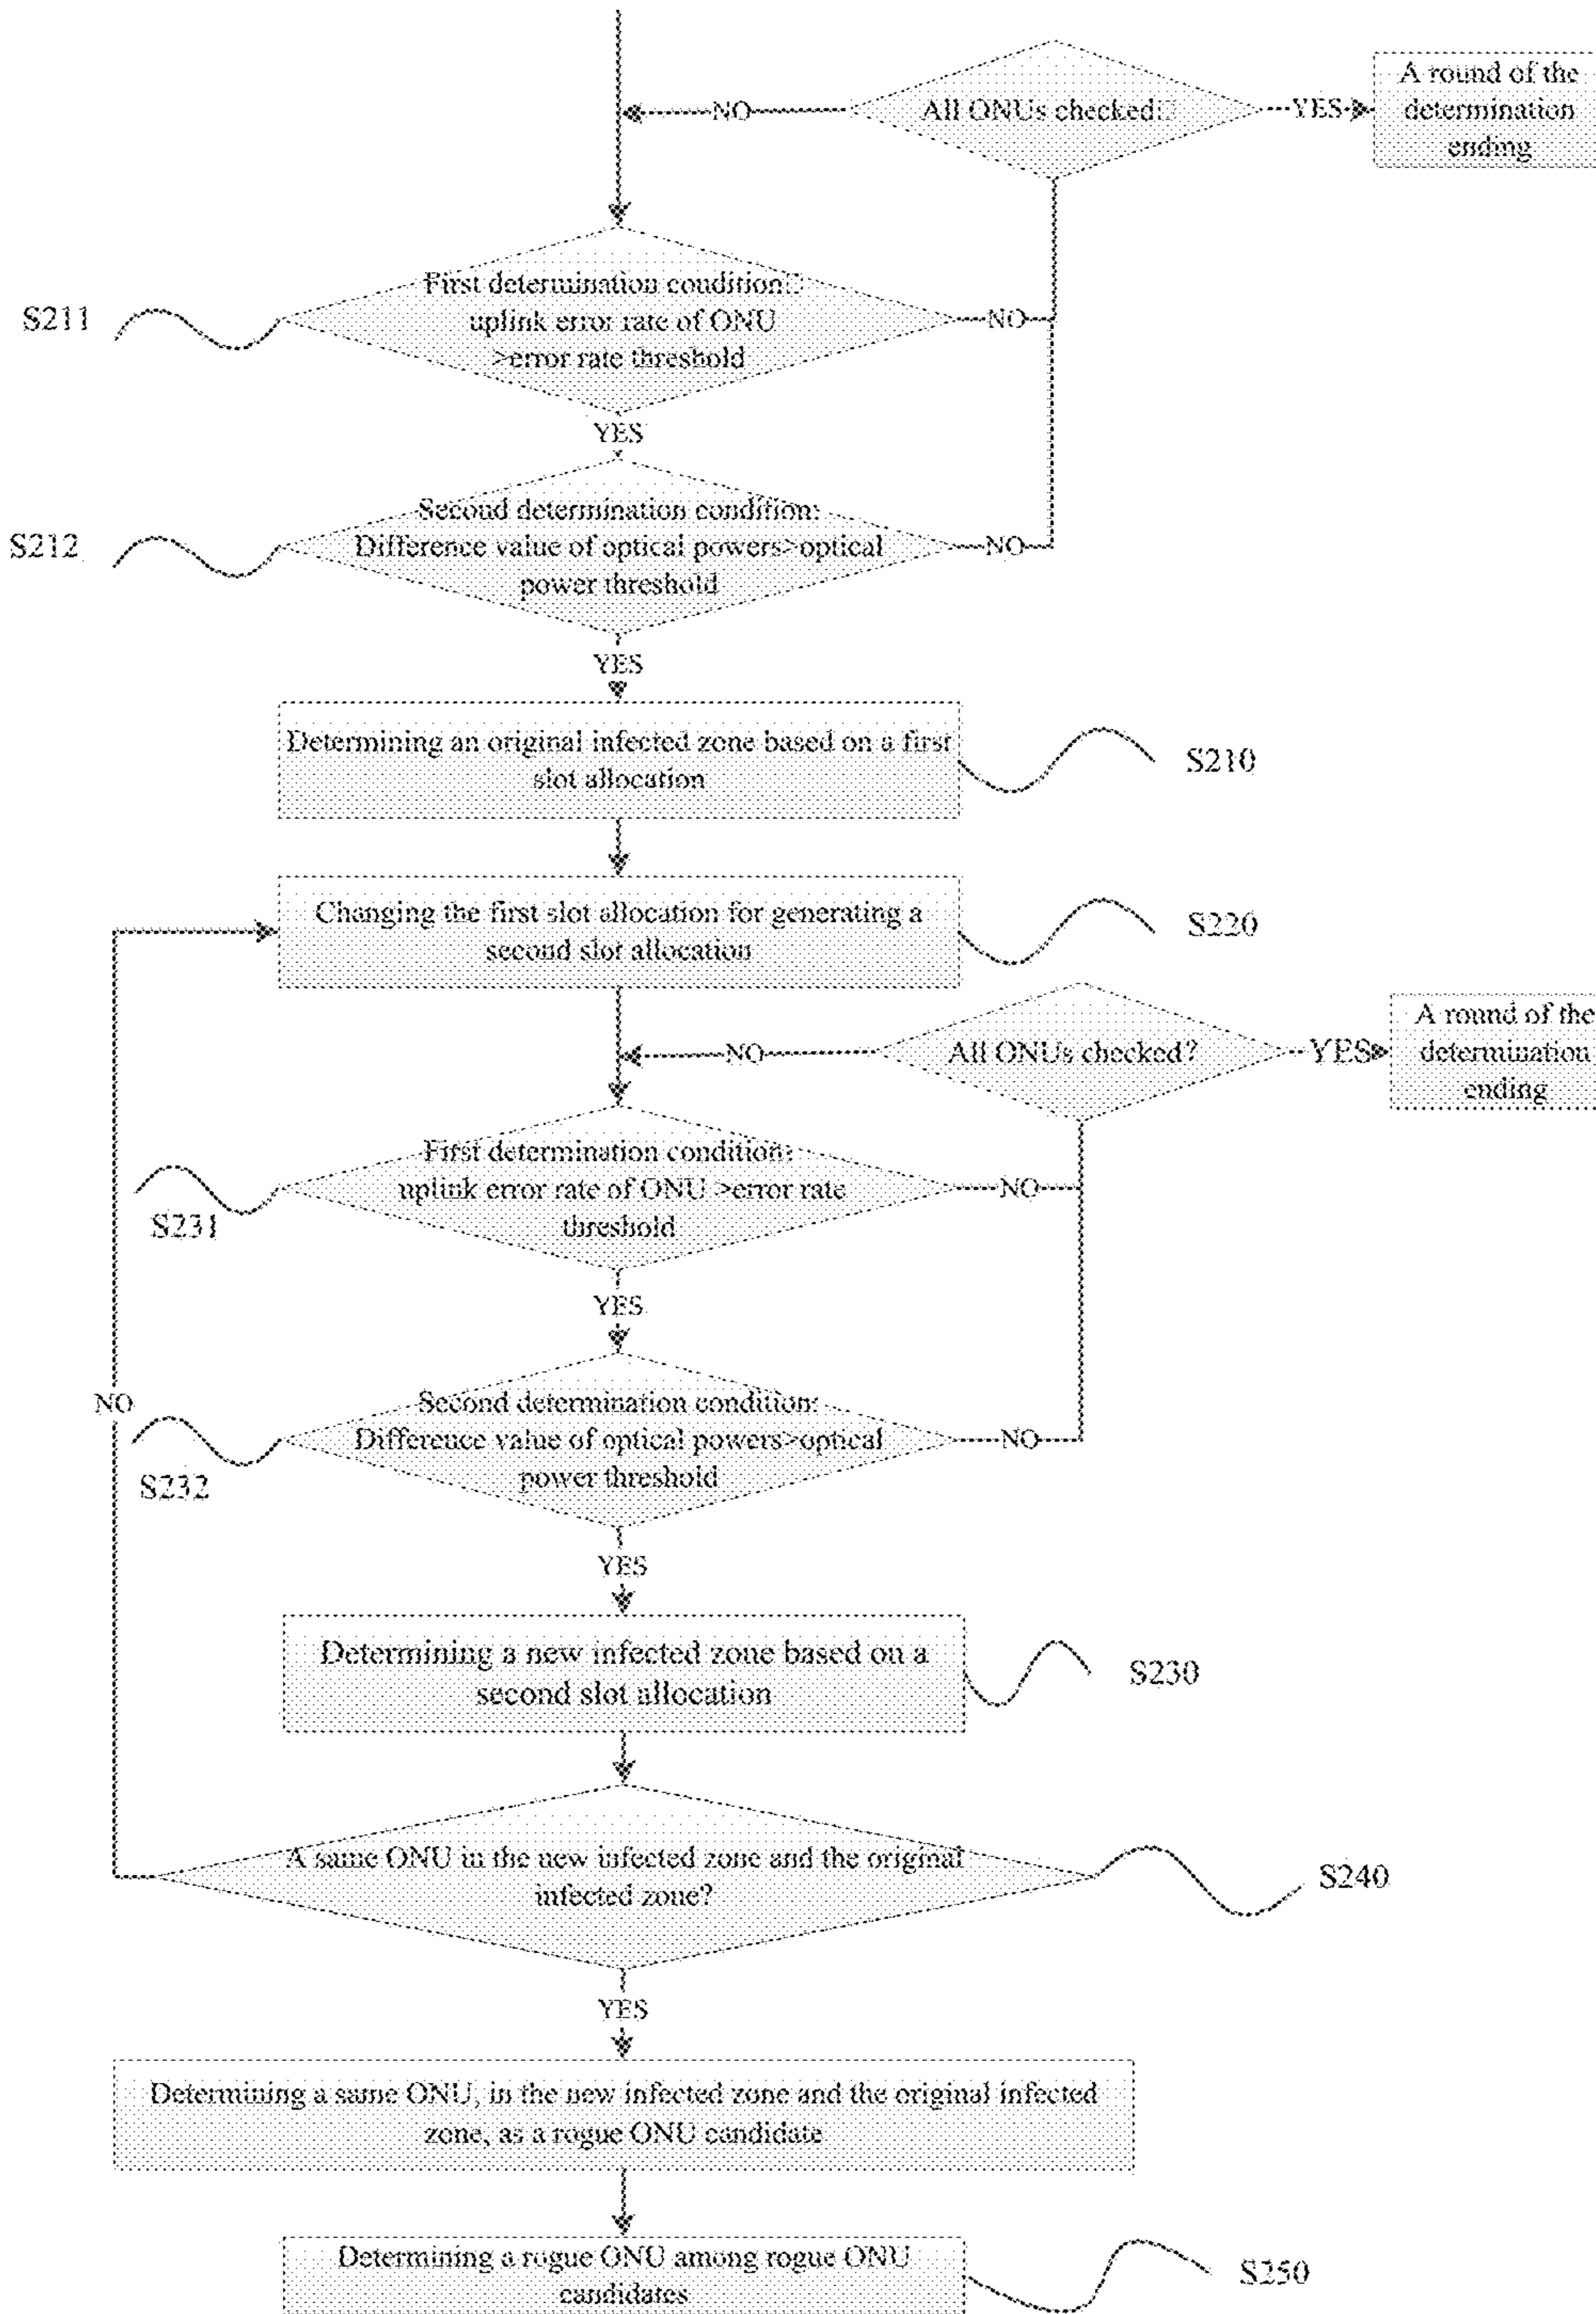 All ONUs checked
NO
YES
A round of the
determination
ending
First determination condition
uplink error rate of ONU
>error rate threshold
S211
NO
YES
Second determination condition:
Difference value of optical powers>optical
power threshold
S212
NO
YES
Determining an original infected zone based on a first
slot allocation
S210
Changing the first slot allocation for generating a
second slot allocation
S220
All ONUs checked?
NO
YES
A round of the
determination
ending
First determination condition:
uplink error rate of ONU >error rate
threshold
S231
NO
YES
Second determination condition:
Difference value of optical powers>optical
power threshold
S232
NO
NO
YES
Determining a new infected zone based on a
second slot allocation
S230
A same ONU in the new infected zone and the original
infected zone?
S240
YES
Determining a same ONU, in the new infected zone and the original infected
zone, as a rogue ONU candidate
Determining a rogue ONU among rogue ONU
candidates
S250